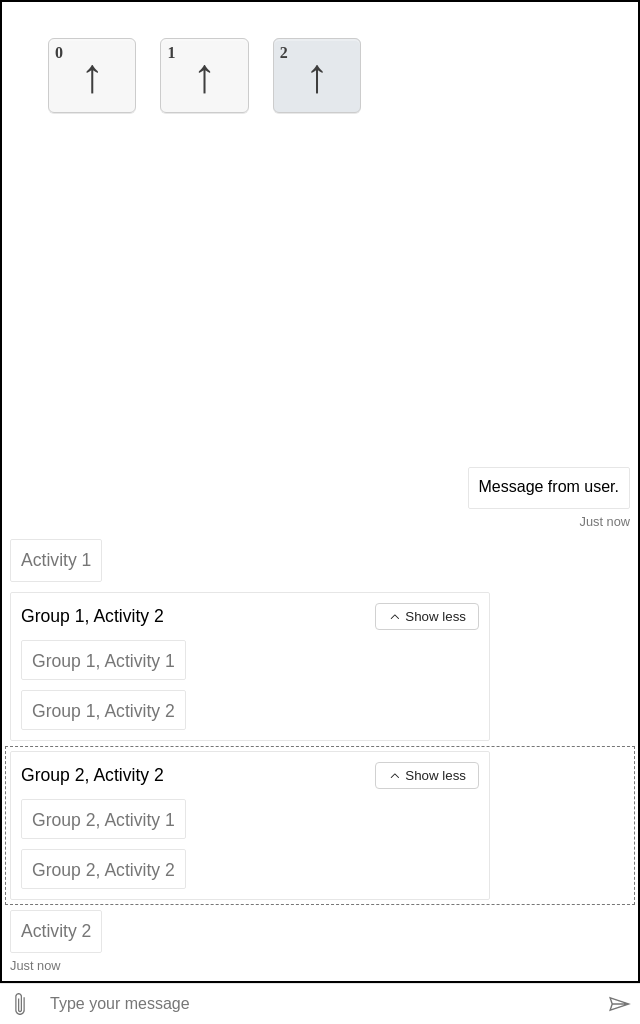 0 ↑ 1 ↑ 2 ↑
Message from user.
Just now
Activity 1
Group 1, Activity 2 Show less
Group 1, Activity 1
Group 1, Activity 2
Group 2, Activity 2 Show less
Group 2, Activity 1
Group 2, Activity 2
Activity 2
Just now
Type your message